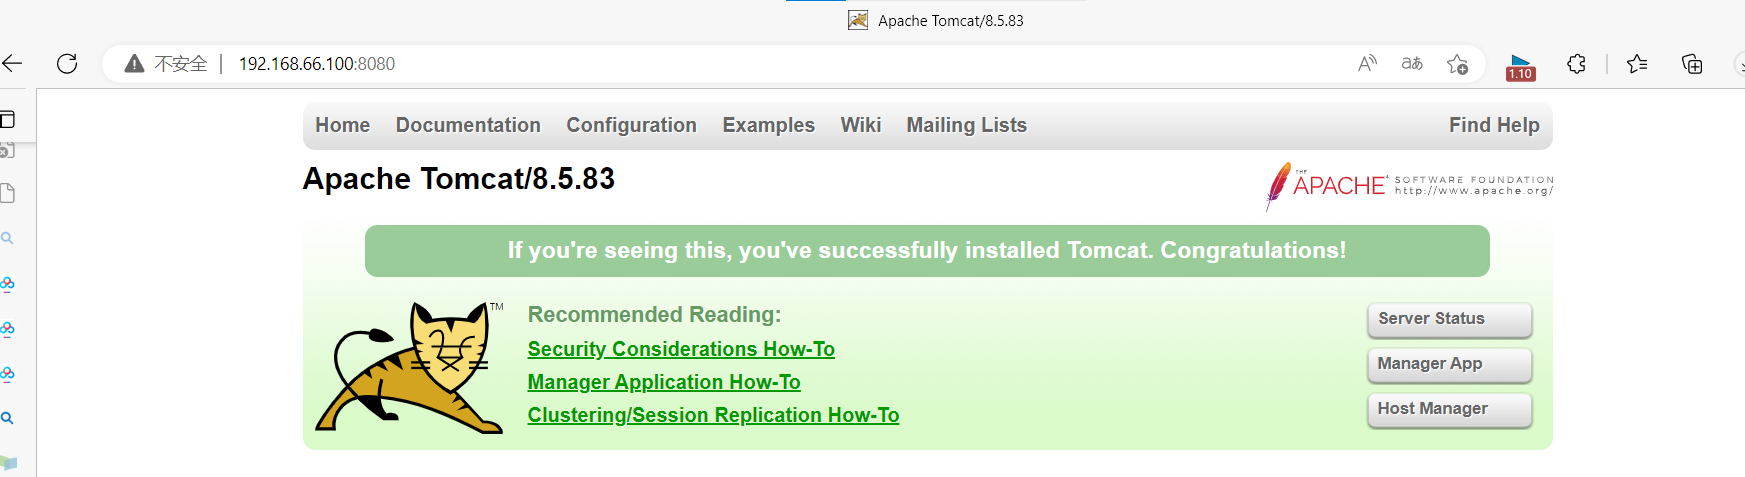 Apache Tomcat/8.5.83
不安全 192.168.66.100:8080
1.10
Home Documentation Configuration Examples Wiki Mailing Lists Find Help
Apache Tomcat/8.5.83
THE APACHE SOFTWARE FOUNDATION
http://www.apache.org/
If you're seeing this, you've successfully installed Tomcat. Congratulations!
TM
Recommended Reading:
Security Considerations How-To
Manager Application How-To
Clustering/Session Replication How-To
Server Status
Manager App
Host Manager